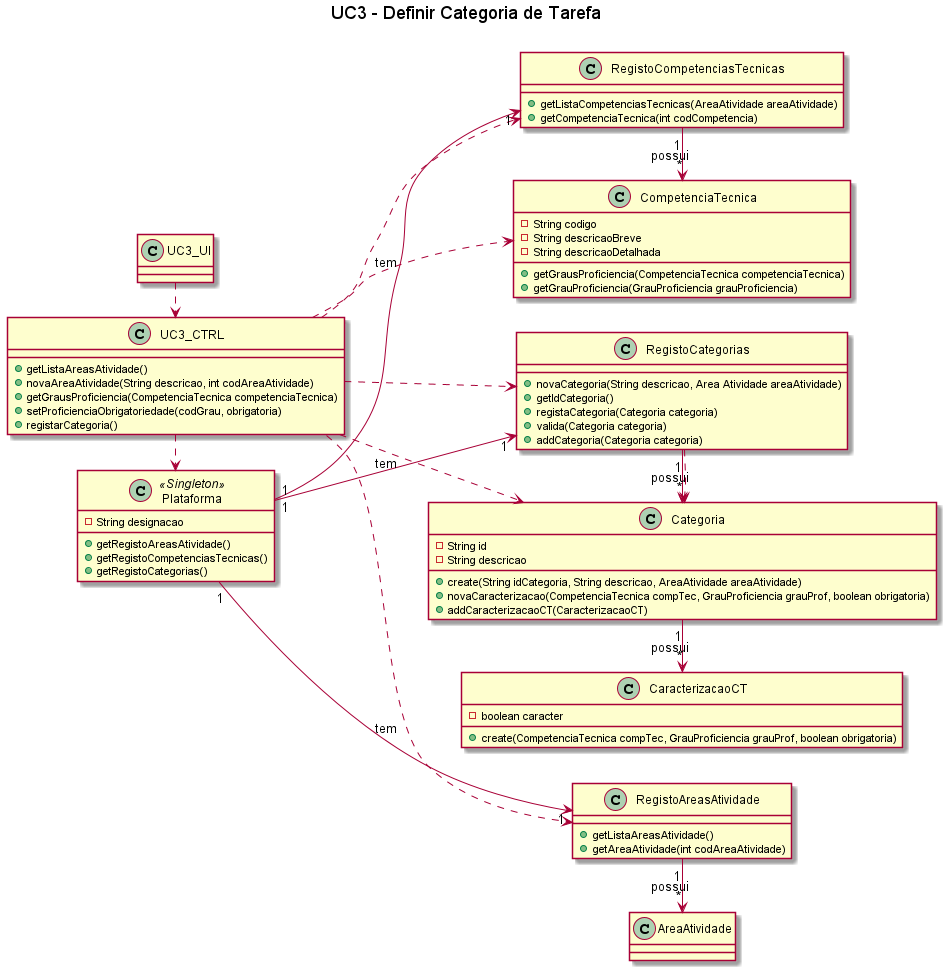 UC3 - Definir Categoria de Tarefa
C RegistoCompetenciasTecnicas
getListaCompetenciasTecnicas(AreaAtividade areaAtividade)
getCompetenciaTecnica(int codCompetencia)
1
1
possui
*
C CompetenciaTecnica
String codigo
String descricaoBreve
String descricaoDetalhada
getGrausProficiencia(CompetenciaTecnica competenciaTecnica)
getGrauProficiencia(GrauProficiencia grauProficiencia)
C UC3_UI
tem
C UC3_CTRL
getListaAreasAtividade()
novaAreaAtividade(String descricao, int codAreaAtividade)
getGrausProficiencia(CompetenciaTecnica competenciaTecnica)
setProficienciaObrigatoriedade(codGrau, obrigatoria)
registarCategoria()
C RegistoCategorias
novaCategoria(String descricao, Area Atividade areaAtividade)
getIdCategoria()
registaCategoria(Categoria categoria)
valida(Categoria categoria)
addCategoria(Categoria categoria)
1
tem
1
possui
*
C «Singleton»
Plataforma
String designacao
getRegistoAreasAtividade()
getRegistoCompetenciasTecnicas()
getRegistoCategorias()
1
1
1
C Categoria
String id
String descricao
create(String idCategoria, String descricao, AreaAtividade areaAtividade)
novaCaracterizacao(CompetenciaTecnica compTec, GrauProficiencia grauProf, boolean obrigatoria)
addCaracterizacaoCT(CaracterizacaoCT)
1
possui
*
C CaracterizacaoCT
boolean caracter
create(CompetenciaTecnica compTec, GrauProficiencia grauProf, boolean obrigatoria)
tem
1
C RegistoAreasAtividade
getListaAreasAtividade()
getAreaAtividade(int codAreaAtividade)
1
possui
*
C AreaAtividade